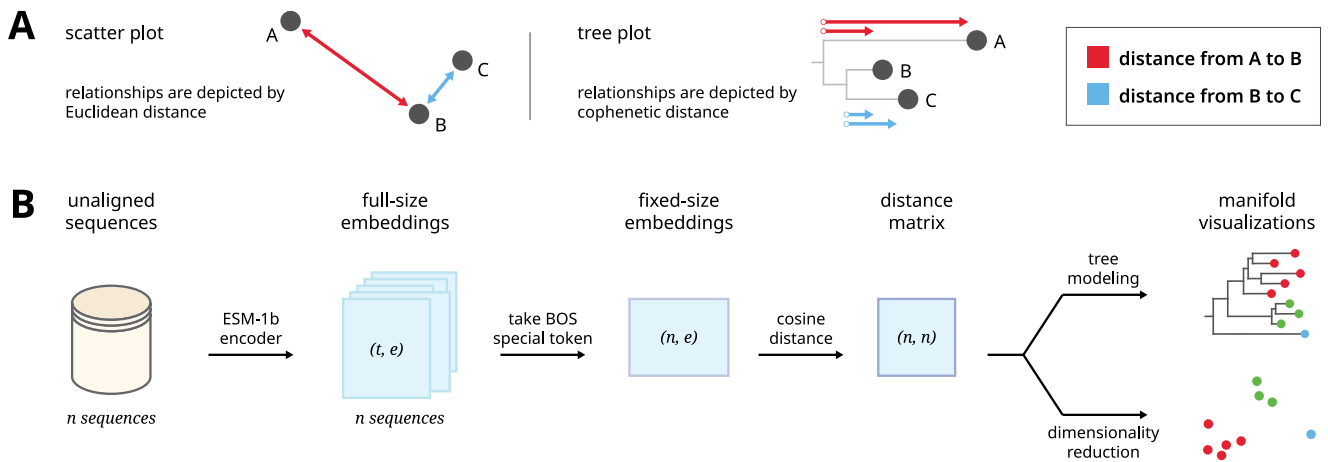 A
scatter plot
A
C
B
relationships are depicted by
Euclidean distance
tree plot
A
B
C
relationships are depicted by
cophenetic distance
distance from A to B
distance from B to C
B
unaligned
sequences
full-size
embeddings
fixed-size
embeddings
distance
matrix
manifold
visualizations
ESM-1b
encoder
(t, e)
take BOS
special token
(n, e)
cosine
distance
(n, n)
tree
modeling
n sequences
n sequences
dimensionality
reduction